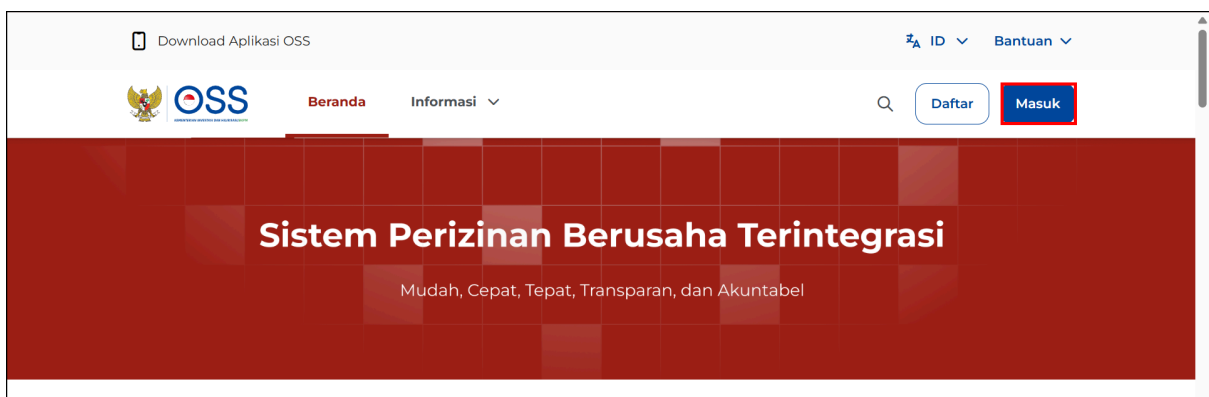 Download Aplikasi OSS
ID
Bantuan
OSS
Beranda
Informasi
Daftar
Masuk
Sistem Perizinan Berusaha Terintegrasi
Mudah, Cepat, Tepat, Transparan, dan Akuntabel